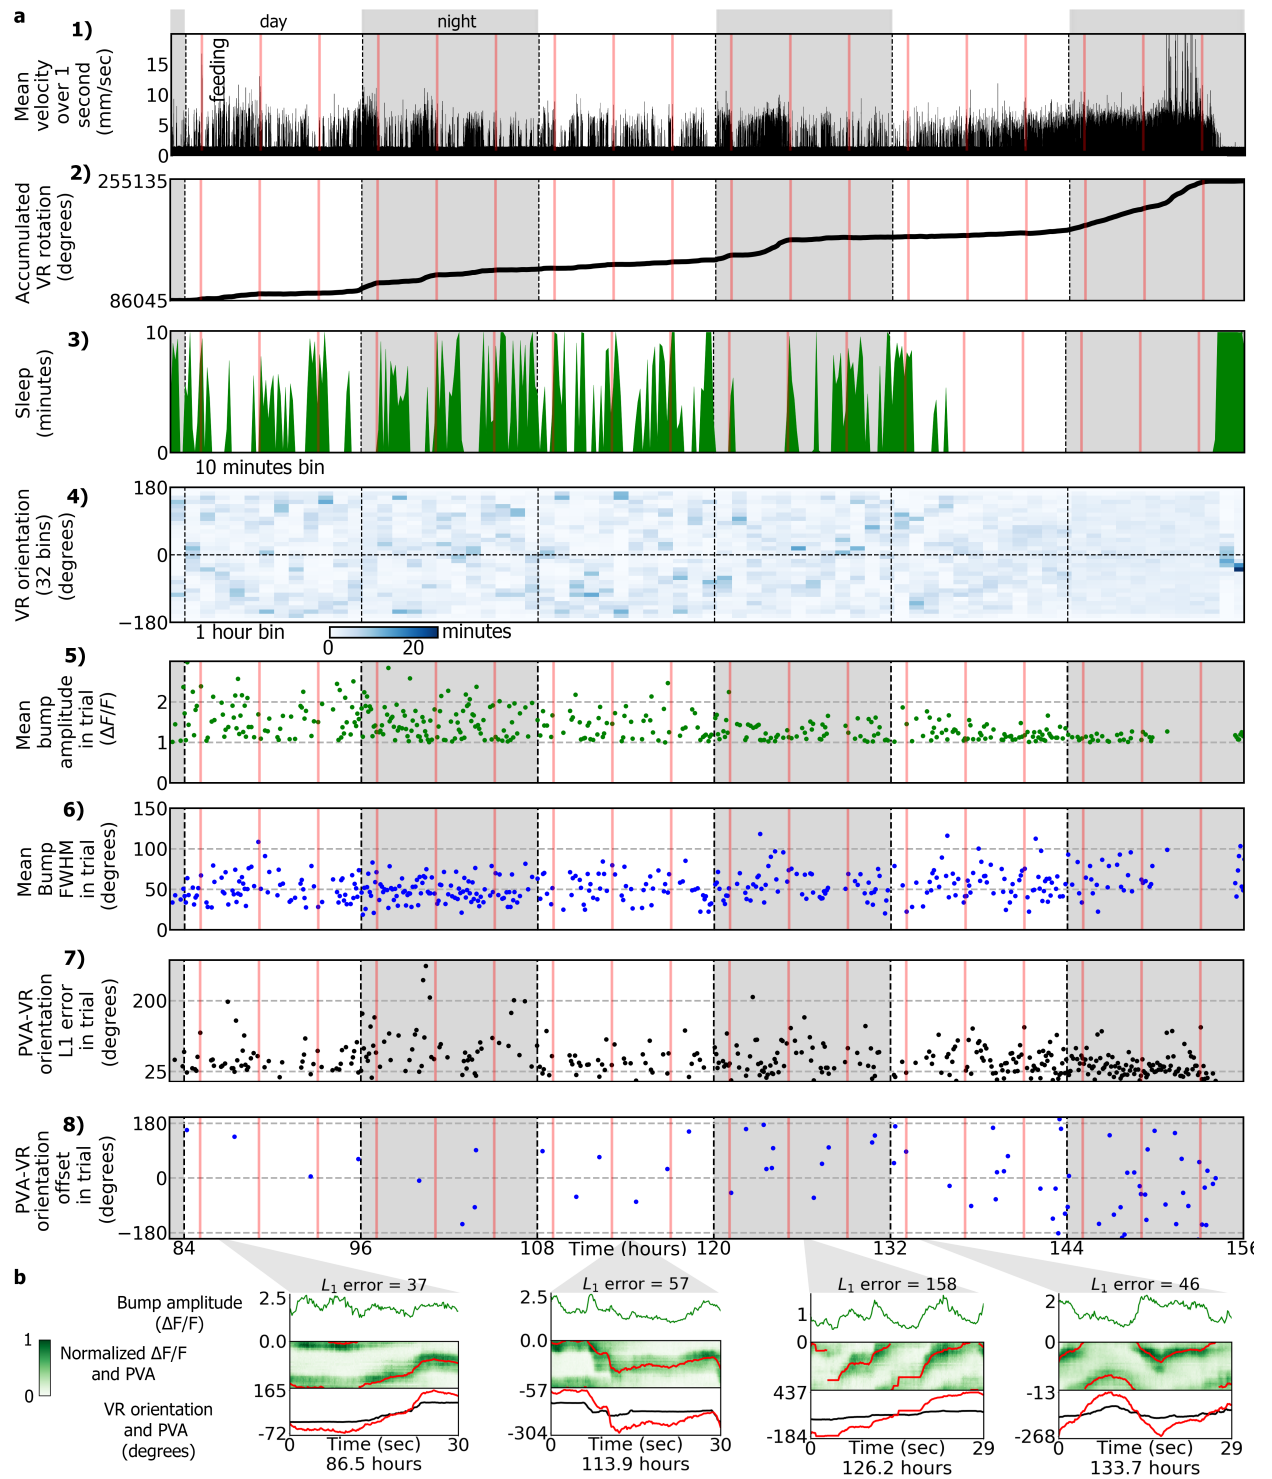 a
day
night
1)
Mean
velocity
over 1
second
(mm/sec)
15
10
5
0
feeding
2)
Accumulated
VR rotation
(degrees)
255135
86045
3)
Sleep
(minutes)
10
0
10 minutes bin
4)
VR orientation
(32 bins)
(degrees)
180
0
−180
1 hour bin
0
20
minutes
5)
Mean
bump
amplitude
in trial
(ΔF/F)
2
1
0
6)
Mean
Bump
FWHM
in trial
(degrees)
150
100
50
0
7)
PVA-VR
orientation
L1 error
in trial
(degrees)
200
25
8)
PVA-VR
orientation
offset
in trial
(degrees)
180
0
−180
84
96
108
Time (hours)
120
132
144
156
b
Bump amplitude
(ΔF/F)
1
0
Normalized ΔF/F
and PVA
VR orientation
and PVA
(degrees)
L1 error = 37
2.5
0.0
165
-72
0
Time (sec)
30
86.5 hours
L1 error = 57
2.5
0.0
-57
-304
0
Time (sec)
30
113.9 hours
L1 error = 158
1
0
437
-184
0
Time (sec)
29
126.2 hours
L1 error = 46
2
0
-13
-268
0
Time (sec)
29
133.7 hours